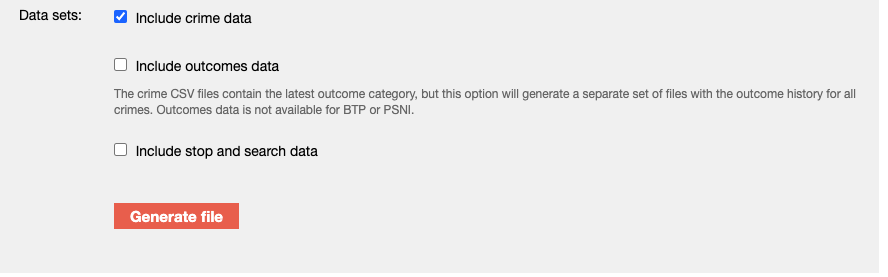 Data sets:
Include crime data
Include outcomes data
The crime CSV files contain the latest outcome category, but this option will generate a separate set of files with the outcome history for all
crimes. Outcomes data is not available for BTP or PSNI.
Include stop and search data
Generate file